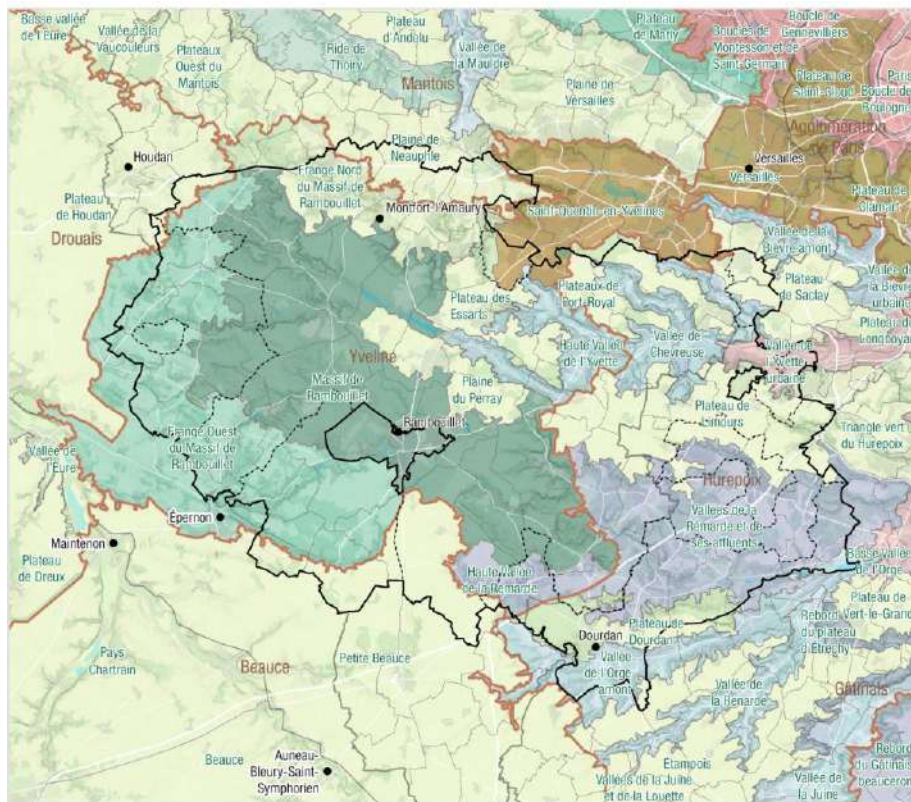 Basse vallée
de l'Eure
Vallée de la
Vaucouleurs
Plateaux
Ouest du
Mantois
Ride de
Thoiry
Plateau
d'Andelu
Vallée de
la Mauldre
Mantois
Plateau
de Marly
Boucles de
Montesson et de
Saint-Germain
Boucle de
Gennevilliers
Plateau de
Saint-Cloud
Paris
Boucle de
Boulogne
Plaine de
Versailles
Agglomération
de Paris
Houdan
Plateau
de Houdan
Drouais
Plaine de
Neauphle
Frange Nord
du Massif de
Rambouillet
Montfort-l'Amaury
Versailles
Versailles
Saint-Quentin-en-Yvelines
Plateau de
Clamart
Vallée de la
Bièvre amont
Vallée de
la Bièvre
urbaine
Plateau
de Saclay
Plateaux de
Port-Royal
Plateau des
Essarts
Haute Vallée
de l'Yvette
Vallée de
Chevreuse
Plateau de
Longboyau
Vallée de
l'Yvette
urbaine
Yveline
Massif de
Rambouillet
Plaine
du Perray
Rambouillet
Plateau de
Limours
Triangle vert
du Hurepoix
Frange Ouest
du Massif de
Rambouillet
Hurepoix
Vallées de la
Rémarde et de
ses affluents
Vallée de
l'Eure
Épernon
Maintenon
Plateau
de Dreux
Haute Vallée
de la Rémarde
Basse Vallée
de l'Orge
Plateau de
Vert-le-Grand
Rebord
du plateau
d'Étrechy
Plateau de
Dourdan
Dourdan
Vallée
de l'Orge
amont
Pays
Chartrain
Beauce
Petite Beauce
Vallée de
la Renarde
Gâtinais
Beauce
Auneau-
Bleury-Saint-
Symphorien
Étampois
Vallées de la Juine
et de la Louette
Vallée de
la Juine
Rebord
du Gâtinais
beauceron